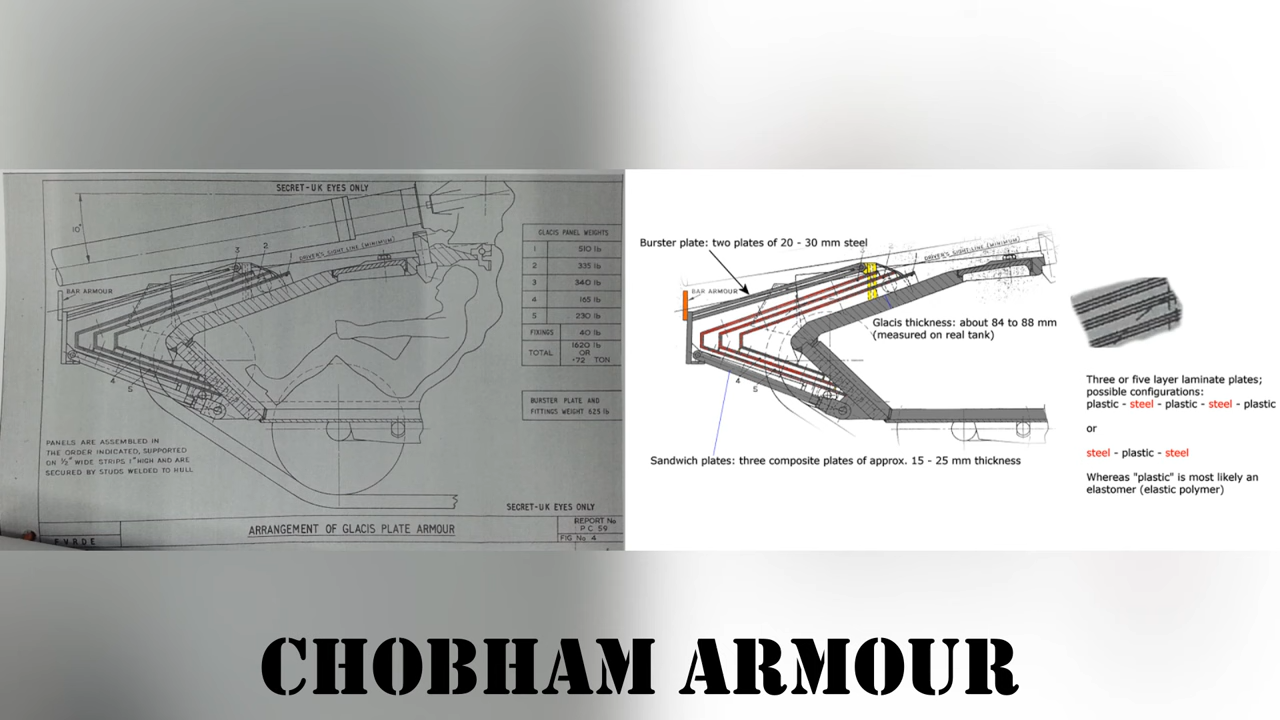 SECRET-UK EYES ONLY
10"
3
2
1
DRIVER'S SIGHT LINE (MINIMUM)
BAR ARMOUR
4
5
GLACIS PANEL WEIGHTS
1 510 lb
2 335 lb
3 340 lb
4 165 lb
5 230 lb
FIXINGS 40 lb
TOTAL 1620 lb
OR
·72 TON
BURSTER PLATE AND
FITTINGS WEIGHT 625 lb
PANELS ARE ASSEMBLED IN
THE ORDER INDICATED, SUPPORTED
ON ½" WIDE STRIPS 1" HIGH AND ARE
SECURED BY STUDS WELDED TO HULL
SECRET-UK EYES ONLY
ARRANGEMENT OF GLACIS PLATE ARMOUR
REPORT No
P C 59
FIG No 4
F.V.R.D.E
Burster plate: two plates of 20 - 30 mm steel
DRIVER'S SIGHT LINE (MINIMUM)
BAR ARMOUR
Glacis thickness: about 84 to 88 mm
(measured on real tank)
4
5
Sandwich plates: three composite plates of approx. 15 - 25 mm thickness
Three or five layer laminate plates;
possible configurations:
plastic - steel - plastic - steel - plastic
or
steel - plastic - steel
Whereas "plastic" is most likely an
elastomer (elastic polymer)
CHOBHAM ARMOUR